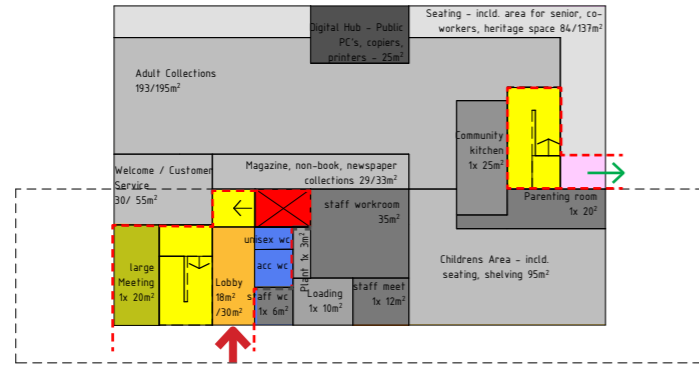 Seating - incld. area for senior, co-
workers, heritage space 84/137m²
Digital Hub - Public
PC's, copiers,
printers - 25m²
Adult Collections
193/195m²
Community
kitchen
1x 25m²
Magazine, non-book, newspaper
collections 29/33m²
Welcome / Customer
Service
30/ 55m²
Parenting room
1x 20²
staff workroom
35m²
unisex wc
acc wc
Plant 1x 3m²
Childrens Area - incld.
seating, shelving 95m²
large
Meeting
1x 20m²
Lobby
18m²
/30m²
staff wc
1x 6m²
Loading
1x 10m²
staff meet
1x 12m²